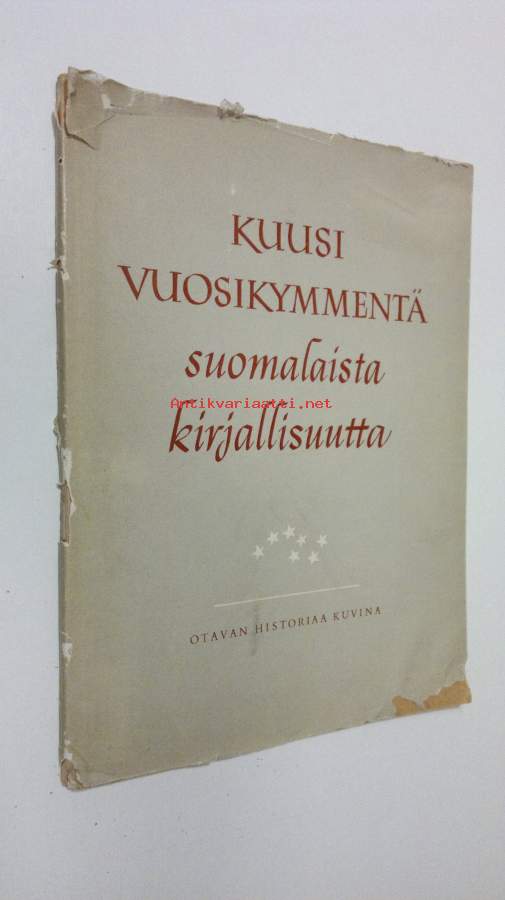 KUUSI
VUOSIKYMMENTÄ
suomalaista
Antikvariaatti.net
kirjallisuutta
OTAVAN HISTORIAA KUVINA